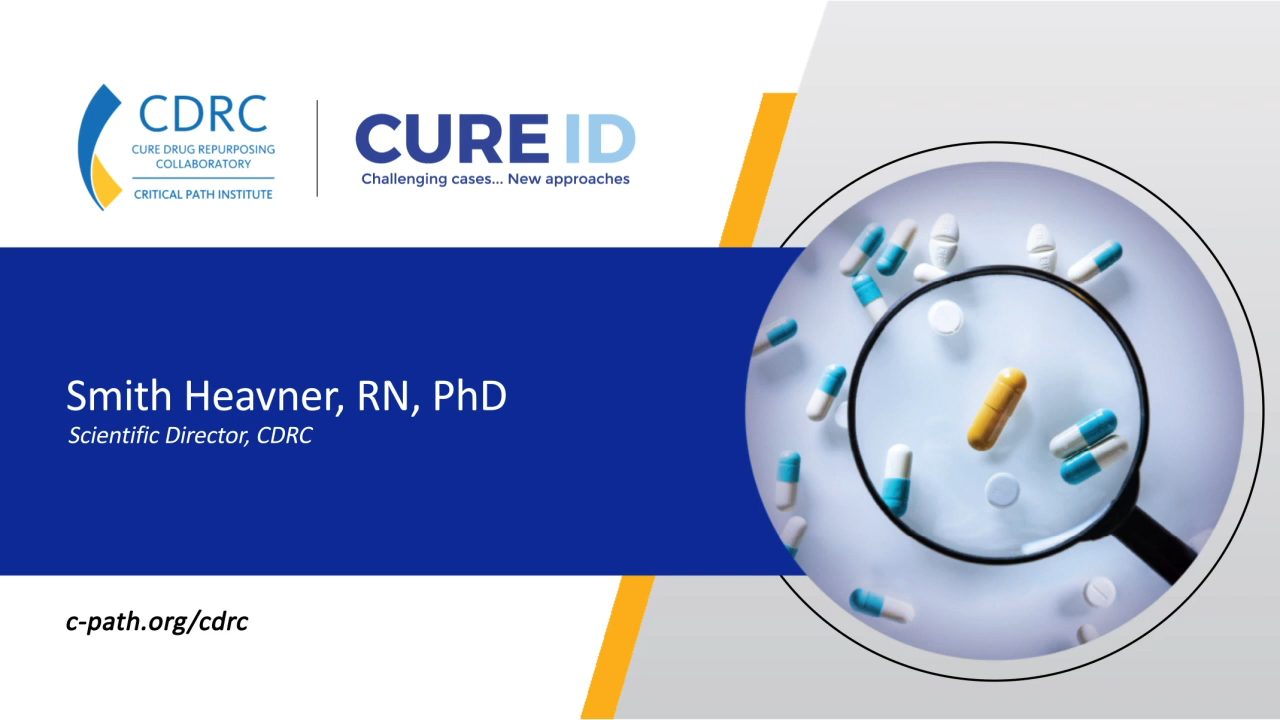 CDRC
CURE DRUG REPURPOSING
COLLABORATORY
CRITICAL PATH INSTITUTE
CURE ID
Challenging cases... New approaches
Smith Heavner, RN, PhD
Scientific Director, CDRC
c-path.org/cdrc